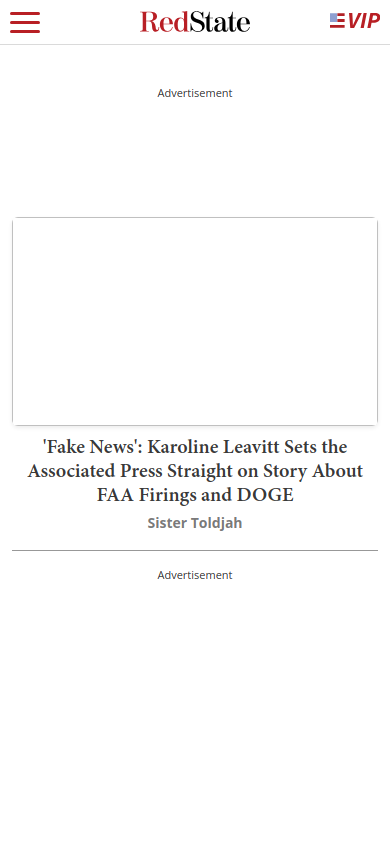 RedState
VIP
Advertisement
'Fake News': Karoline Leavitt Sets the
Associated Press Straight on Story About
FAA Firings and DOGE
Sister Toldjah
Advertisement